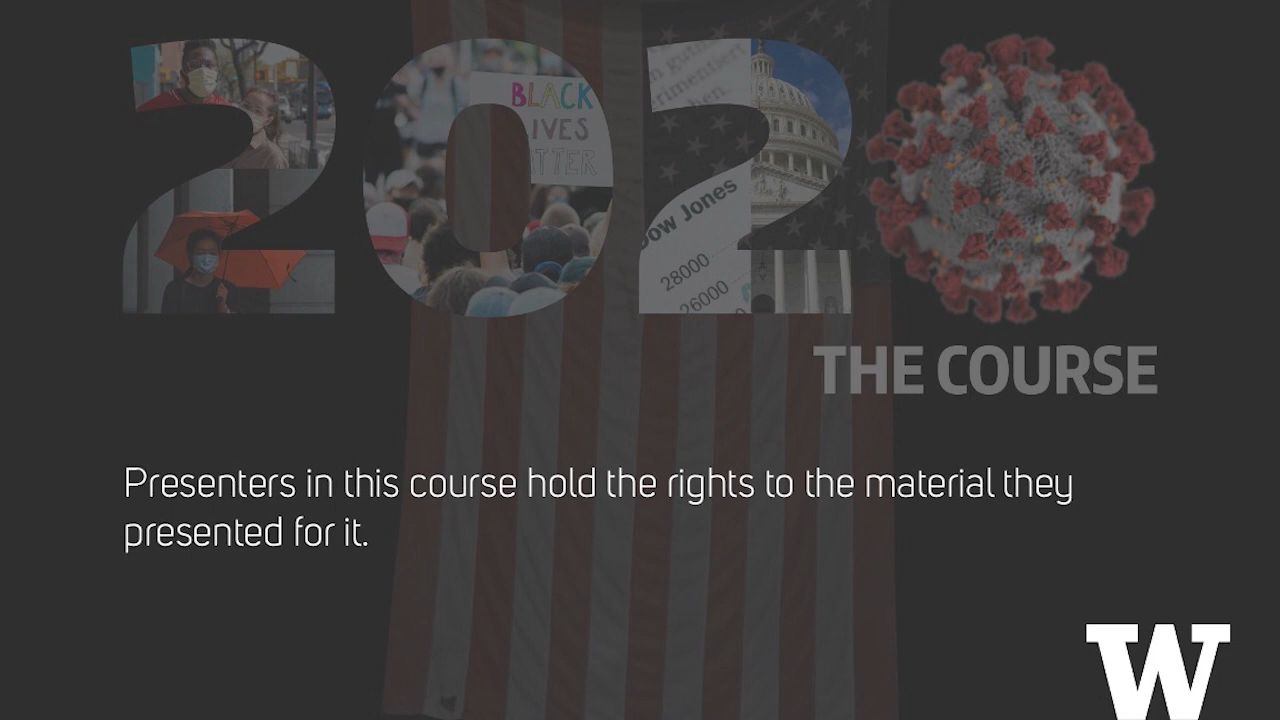 202
BLACK
LIVES
MATTER
Dow Jones
28000
26000
THE COURSE
Presenters in this course hold the rights to the material they
presented for it.
W